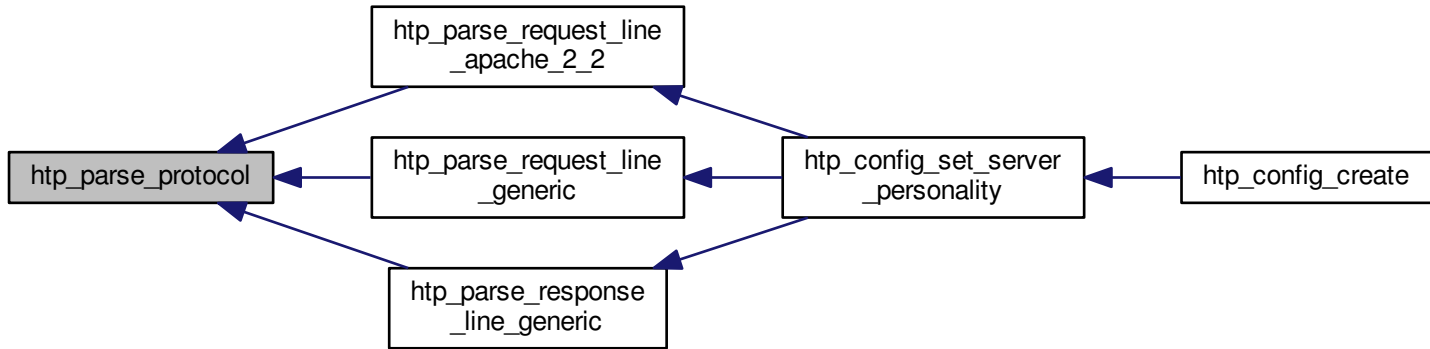 htp_parse_request_line
_apache_2_2
htp_parse_protocol
htp_parse_request_line
_generic
htp_config_set_server
_personality
htp_config_create
htp_parse_response
_line_generic